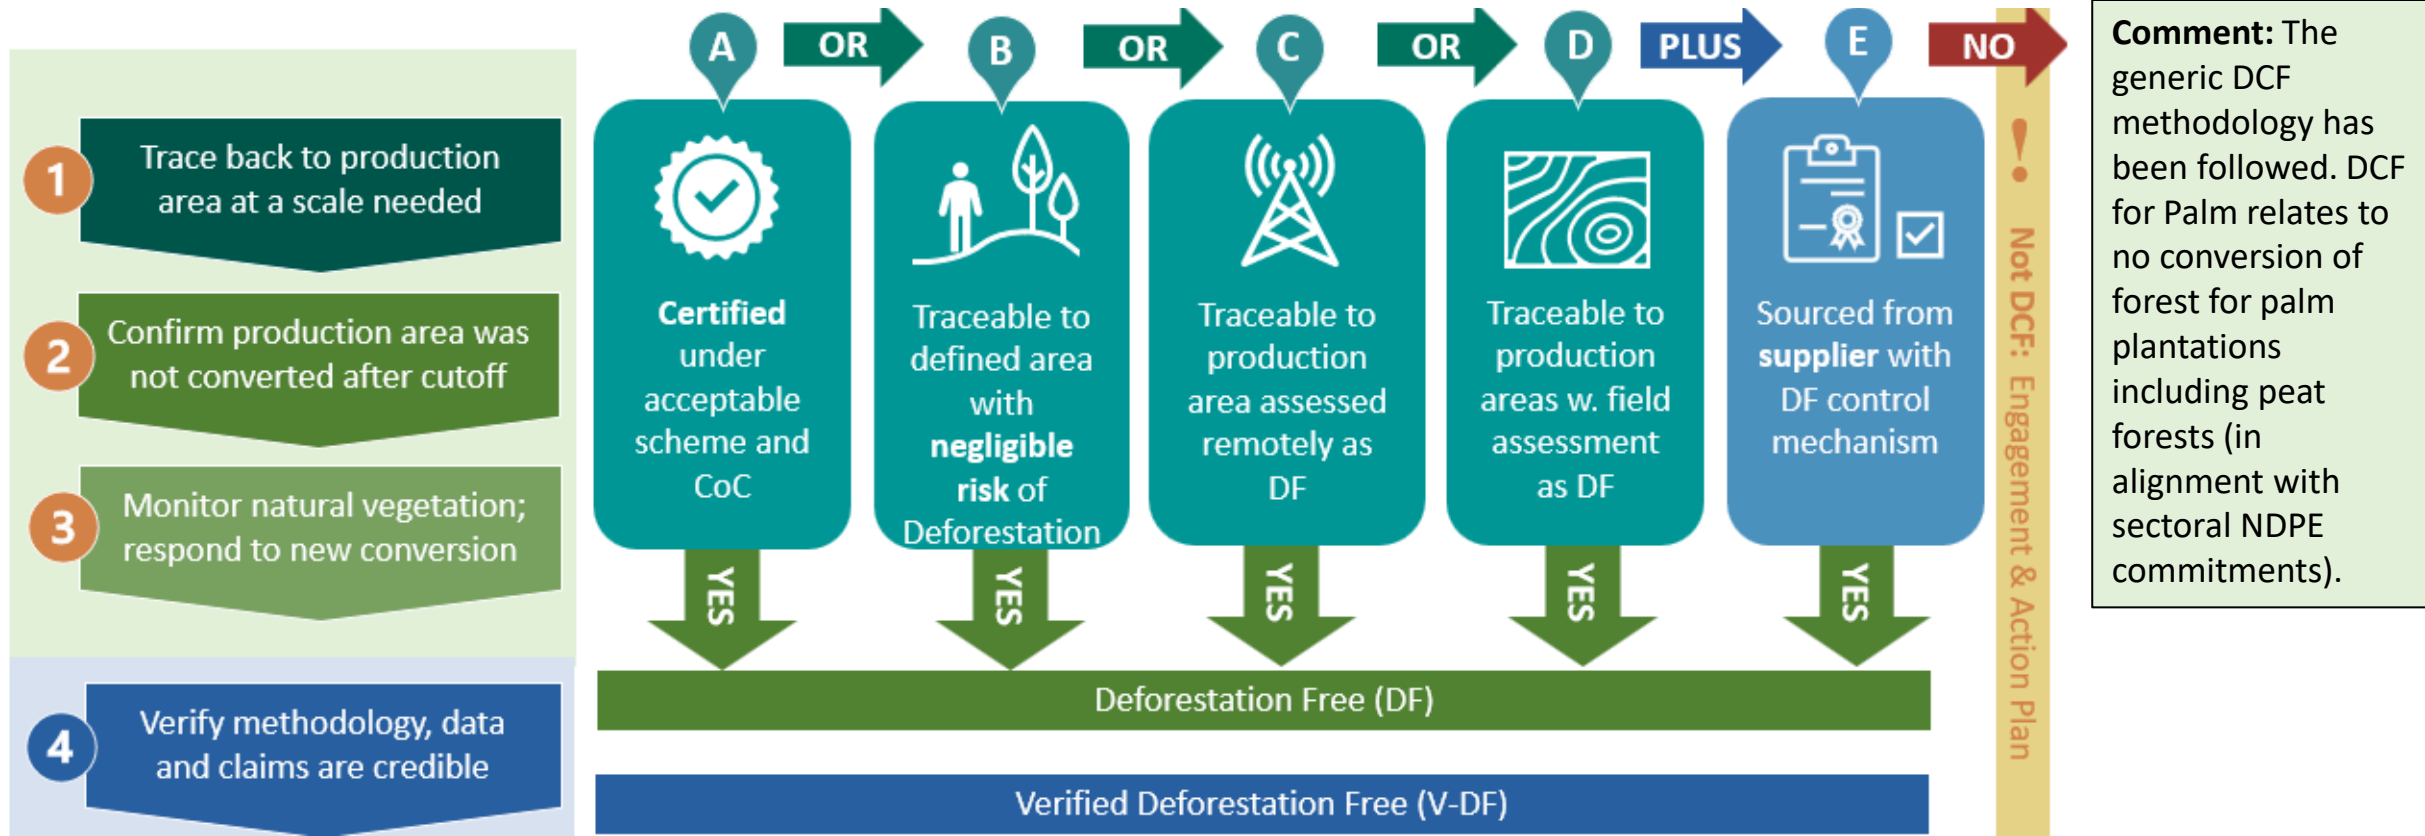 1
Trace back to production
area at a scale needed
2
Confirm production area was
not converted after cutoff
3
Monitor natural vegetation;
respond to new conversion
4
Verify methodology, data
and claims are credible
A
OR
B
OR
C
OR
D
PLUS
E
NO
Certified
under
acceptable
scheme and
CoC
Traceable to
defined area
with
negligible
risk of
Deforestation
Traceable to
production
area assessed
remotely as
DF
Traceable to
production
areas w. field
assessment
as DF
Sourced from
supplier with
DF control
mechanism
YES
YES
YES
YES
YES
Deforestation Free (DF)
Verified Deforestation Free (V-DF)
! Not DCF: Engagement & Action Plan
Comment: The
generic DCF
methodology has
been followed. DCF
for Palm relates to
no conversion of
forest for palm
plantations
including peat
forests (in
alignment with
sectoral NDPE
commitments).